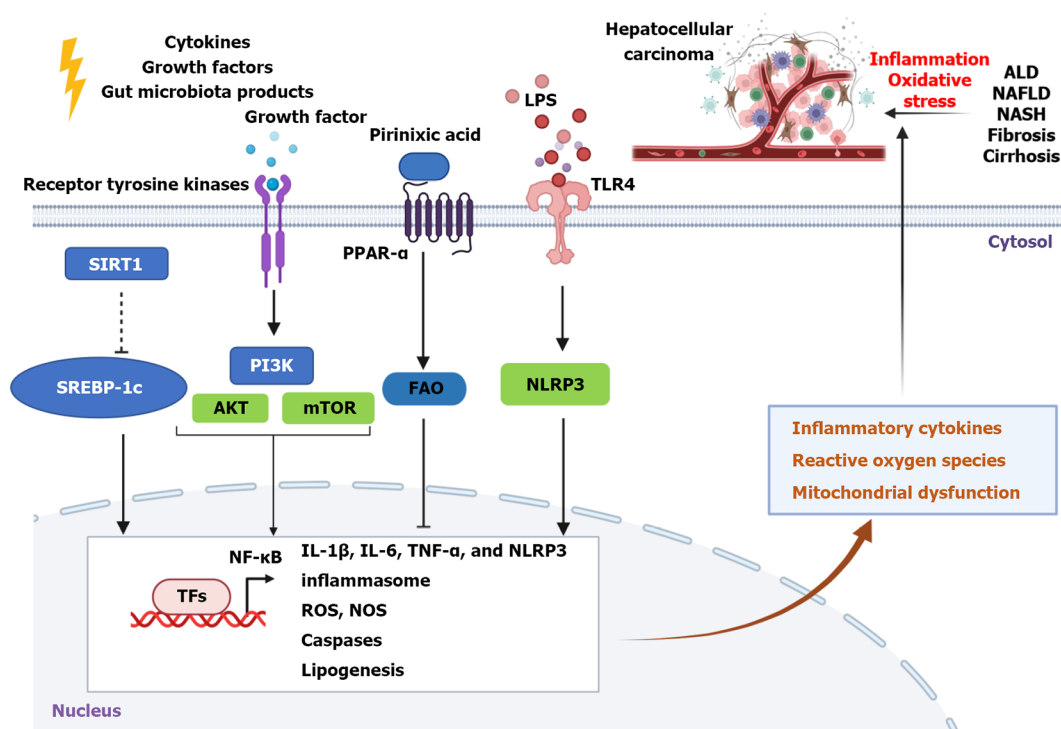 Cytokines
Growth factors
Gut microbiota products
Growth factor
Receptor tyrosine kinases
Pirinixic acid
LPS
TLR4
PPAR-α
Hepatocellular
carcinoma
Inflammation
Oxidative
stress
ALD
NAFLD
NASH
Fibrosis
Cirrhosis
Cytosol
SIRT1
SREBP-1c
PI3K
AKT
mTOR
FAO
NLRP3
Inflammatory cytokines
Reactive oxygen species
Mitochondrial dysfunction
NF-κB
TFs
IL-1β, IL-6, TNF-α, and NLRP3
inflammasome
ROS, NOS
Caspases
Lipogenesis
Nucleus